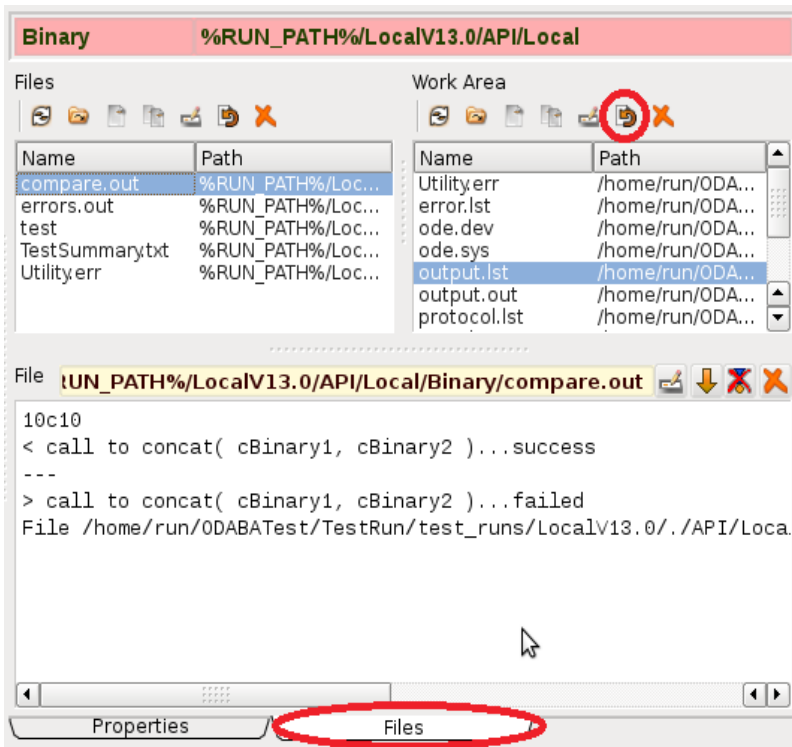 Binary %RUN_PATH%/LocalV13.0/API/Local
Files
Name Path
compare.out %RUN_PATH%/Loc...
errors.out %RUN_PATH%/Loc...
test %RUN_PATH%/Loc...
TestSummary.txt %RUN_PATH%/Loc...
Utility.err %RUN_PATH%/Loc...
Work Area
Name Path
Utility.err /home/run/ODA...
error.lst /home/run/ODA...
ode.dev /home/run/ODA...
ode.sys /home/run/ODA...
output.lst /home/run/ODA...
output.out /home/run/ODA...
protocol.lst /home/run/ODA...
File RUN_PATH%/LocalV13.0/API/Local/Binary/compare.out
10c10
< call to concat( cBinary1, cBinary2 )...success
---
> call to concat( cBinary1, cBinary2 )...failed
File /home/run/ODABATest/TestRun/test_runs/LocalV13.0/./API/Loca
Properties Files